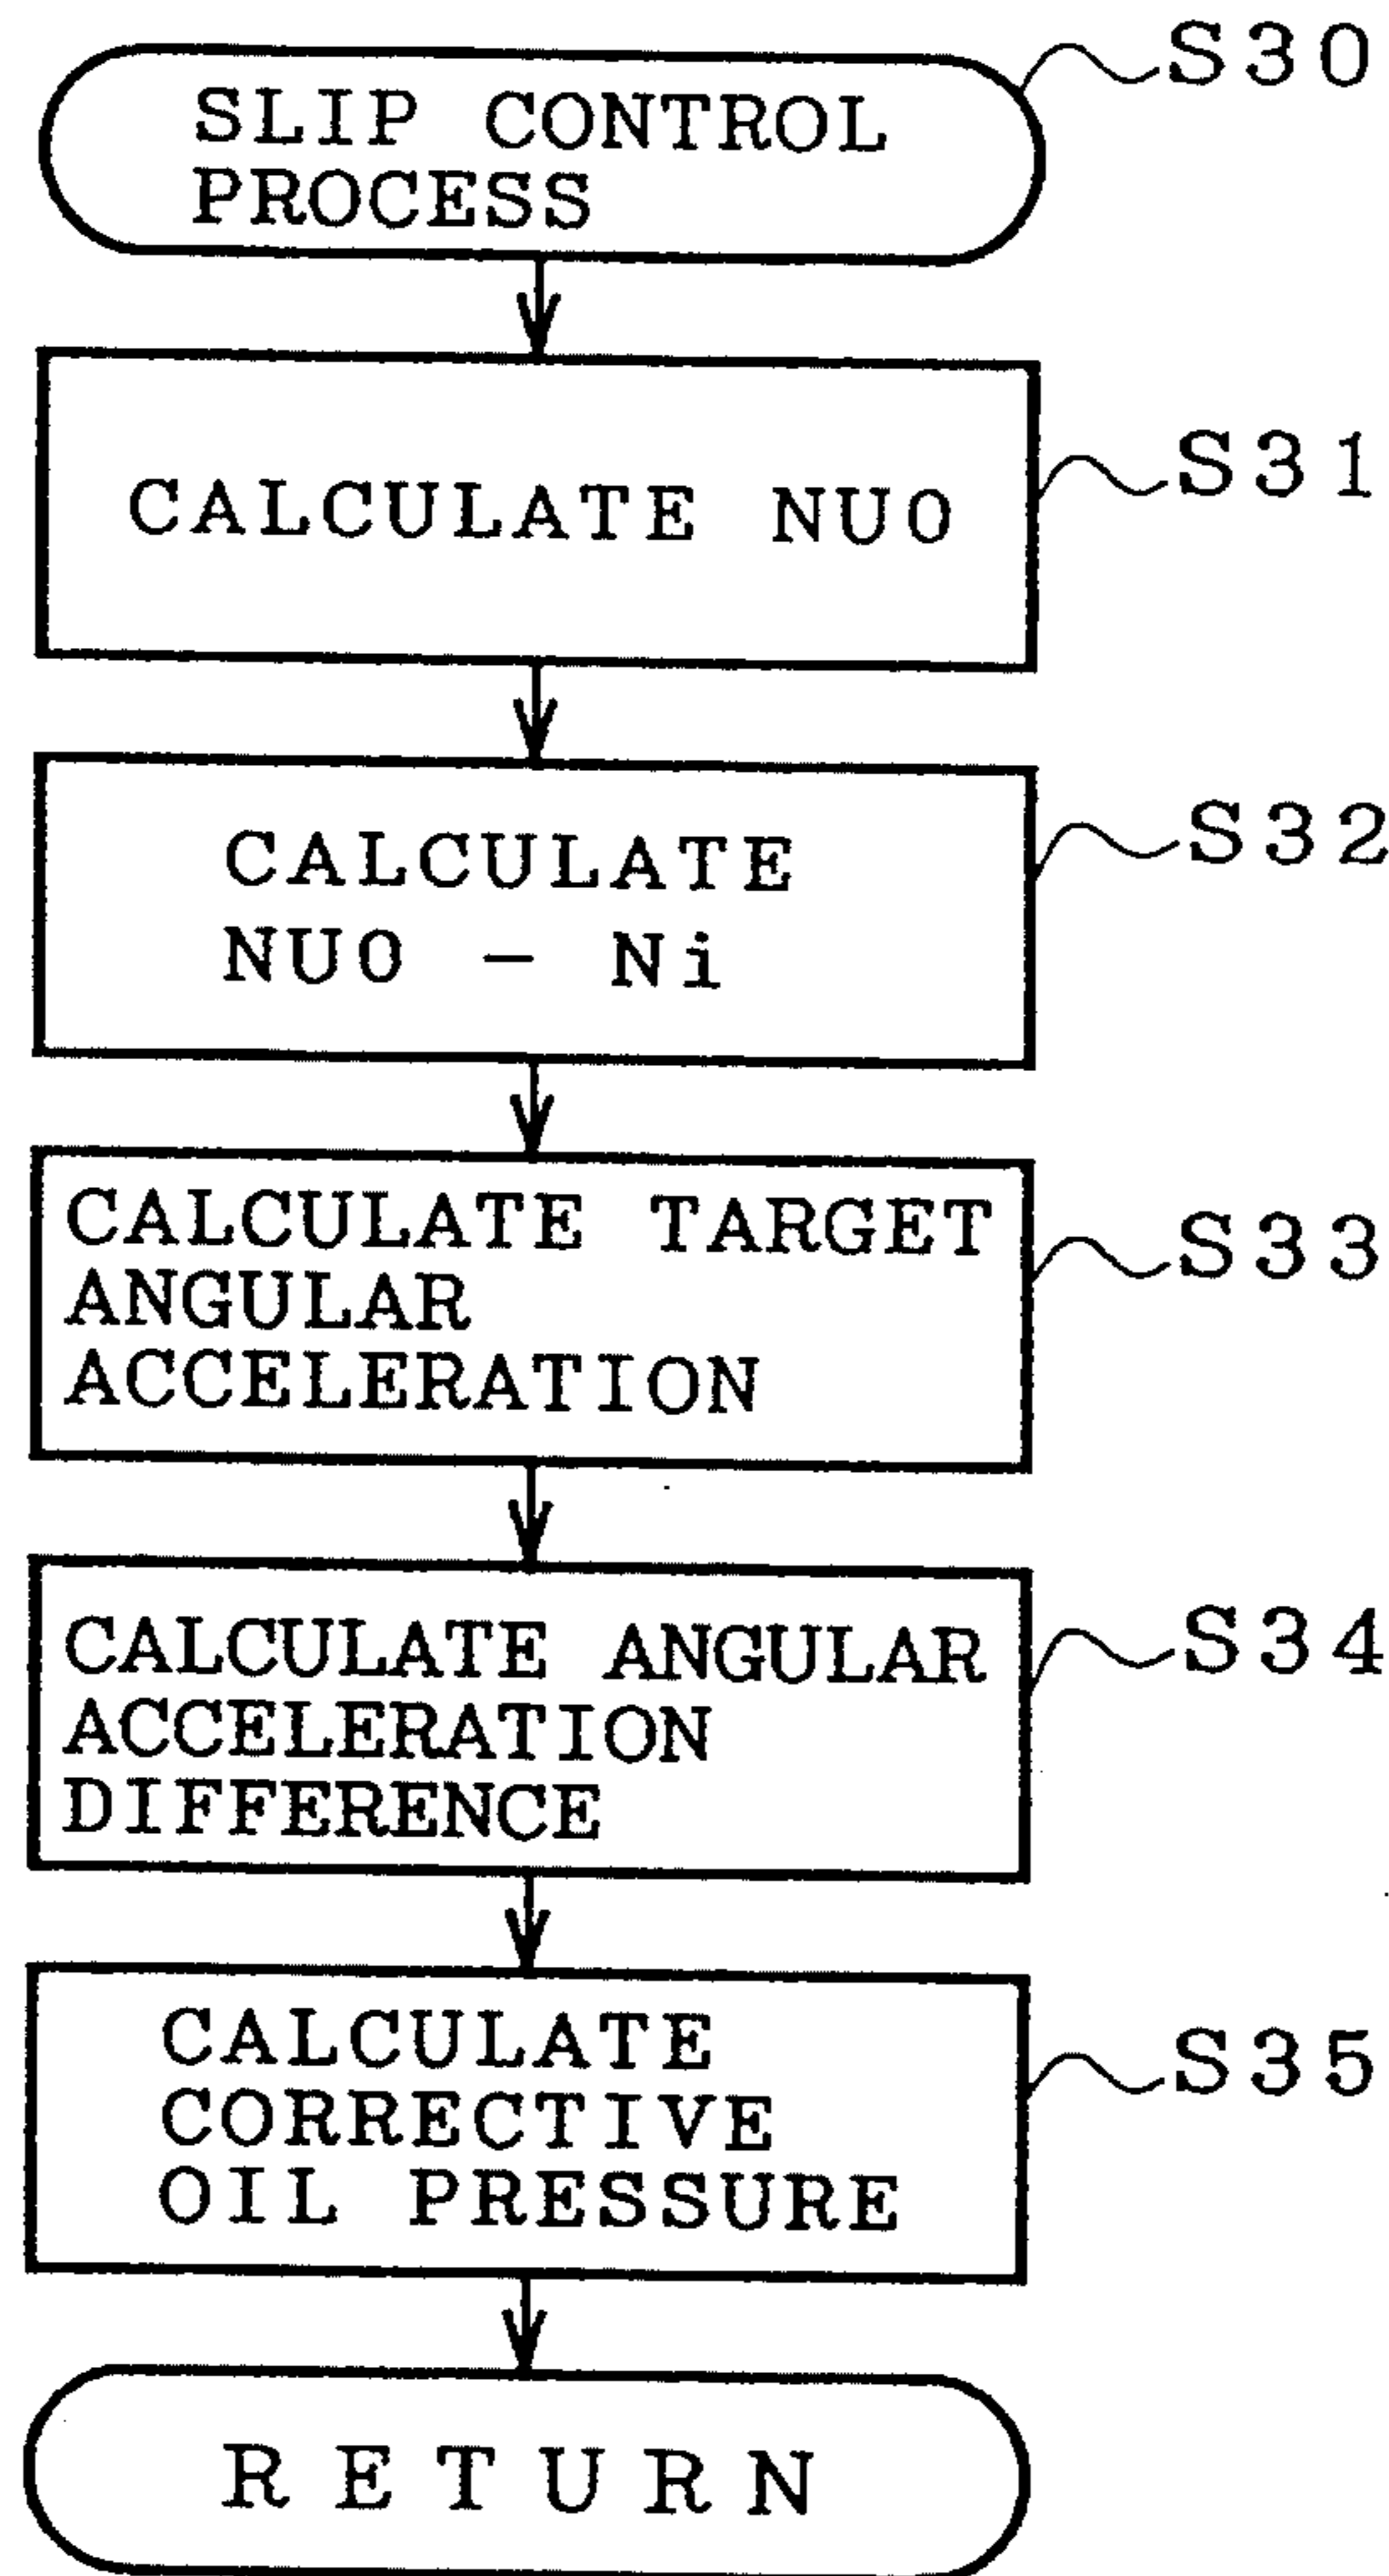 S30
SLIP CONTROL
PROCESS
CALCULATE NU0
S31
CALCULATE
NU0 - Ni
S32
CALCULATE TARGET
ANGULAR
ACCELERATION
S33
CALCULATE ANGULAR
ACCELERATION
DIFFERENCE
S34
CALCULATE
CORRECTIVE
OIL PRESSURE
S35
RETURN